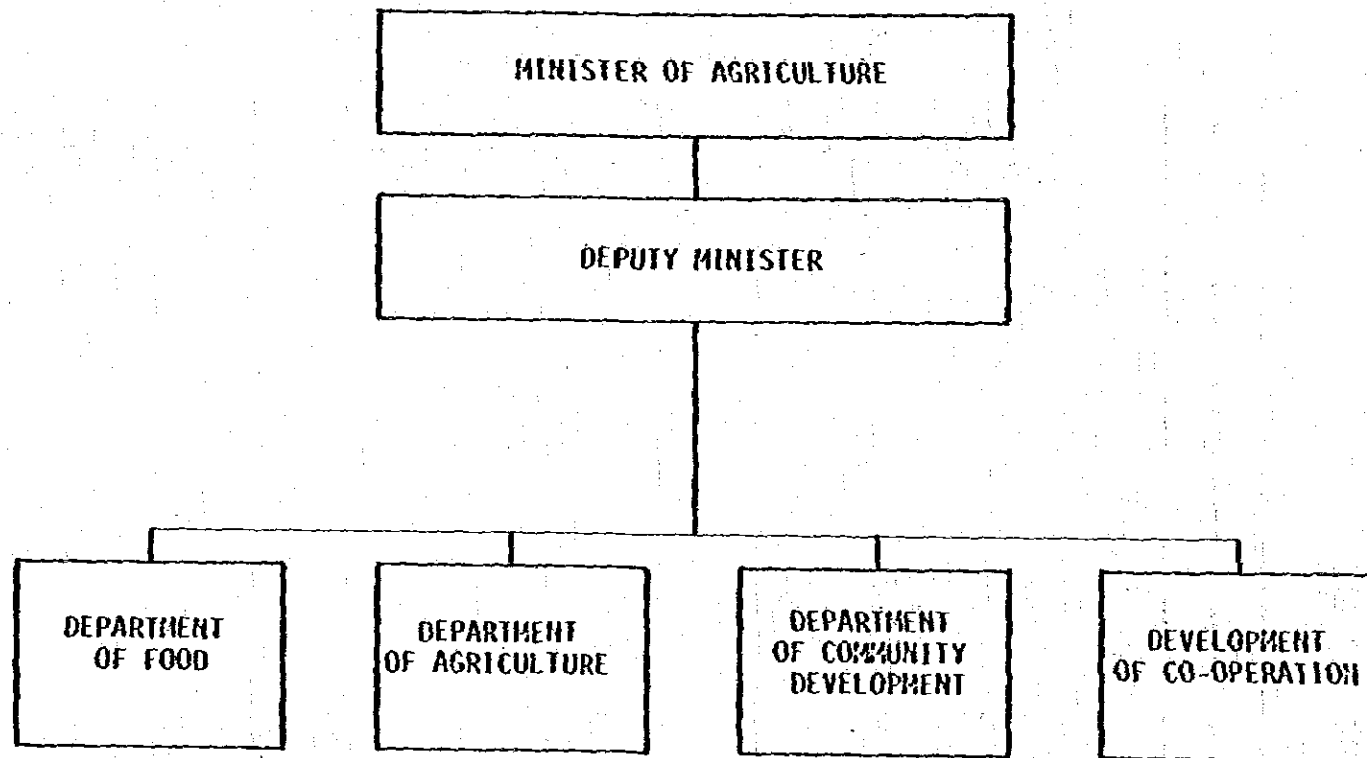 MINISTER OF AGRICULTURE
DEPUTY MINISTER
DEPARTMENT
OF FOOD
DEPARTMENT
OF AGRICULTURE
DEPARTMENT
OF COMMUNITY
DEVELOPMENT
DEVELOPMENT
OF CO-OPERATION